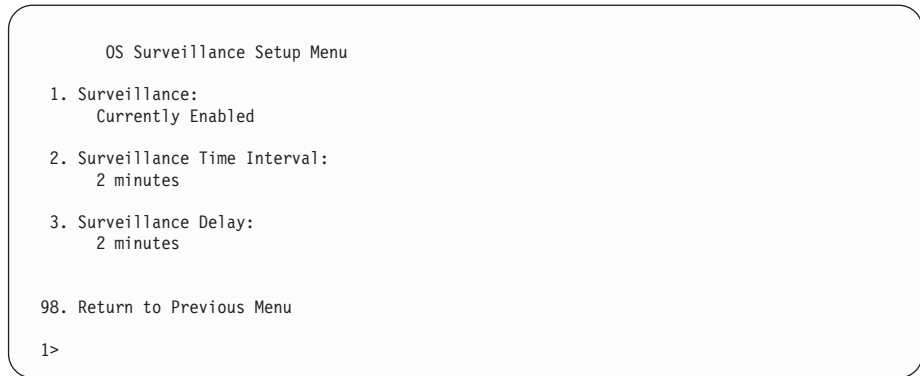 OS Surveillance Setup Menu
1. Surveillance:
Currently Enabled
2. Surveillance Time Interval:
2 minutes
3. Surveillance Delay:
2 minutes
98. Return to Previous Menu
1>